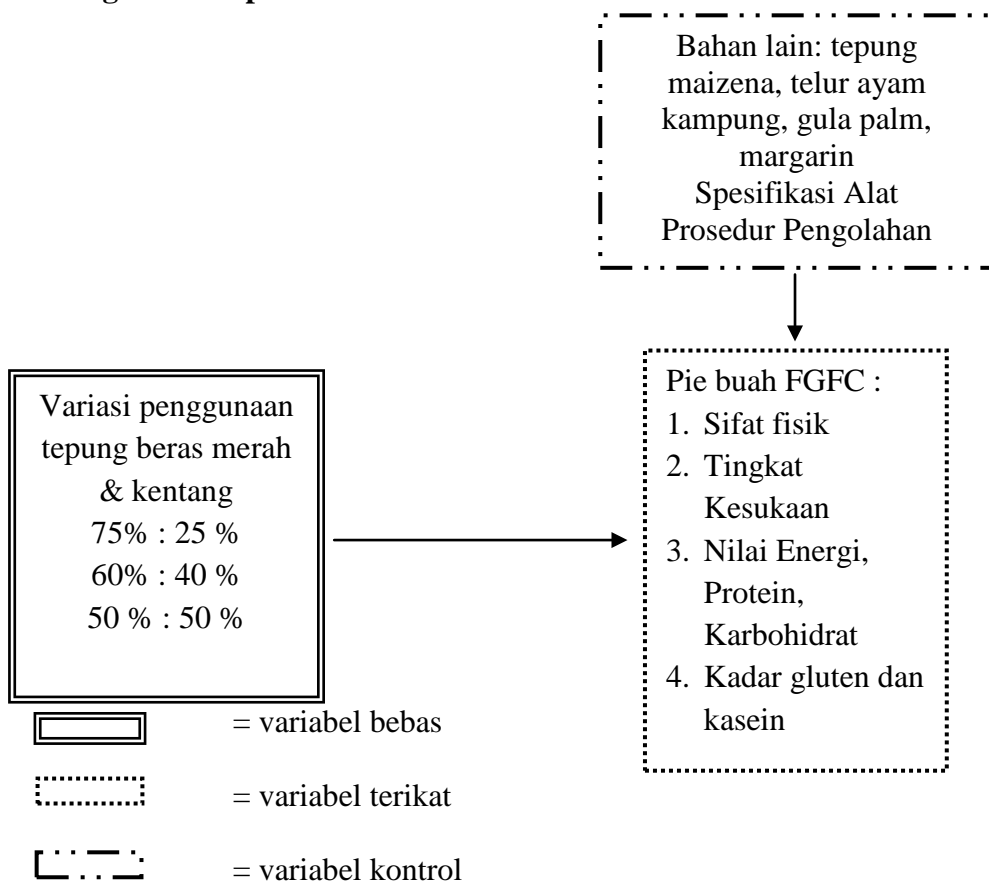 Bahan lain: tepung
maizena, telur ayam
kampung, gula palm,
margarin
Spesifikasi Alat
Prosedur Pengolahan
Variasi penggunaan
tepung beras merah
& kentang
75% : 25 %
60% : 40 %
50 % : 50 %
Pie buah FGFC :
1. Sifat fisik
2. Tingkat
Kesukaan
3. Nilai Energi,
Protein,
Karbohidrat
4. Kadar gluten dan
kasein
= variabel bebas
= variabel terikat
= variabel kontrol